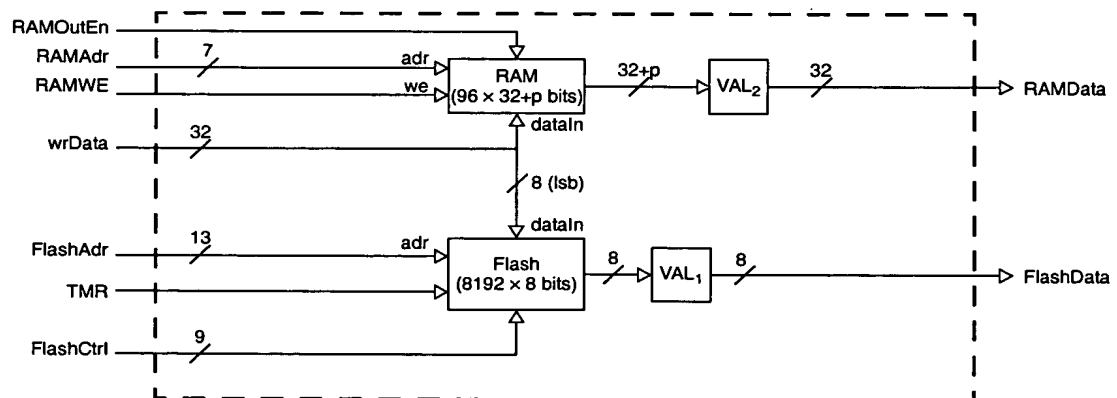 RAMOutEn
RAMAdr
7
adr
RAMWE
we
RAM
(96 × 32+p bits)
32+p
VAL2
32
RAMData
dataIn
wrData
32
8 (lsb)
dataIn
FlashAdr
13
adr
Flash
(8192 × 8 bits)
8
VAL1
8
FlashData
TMR
FlashCtrl
9